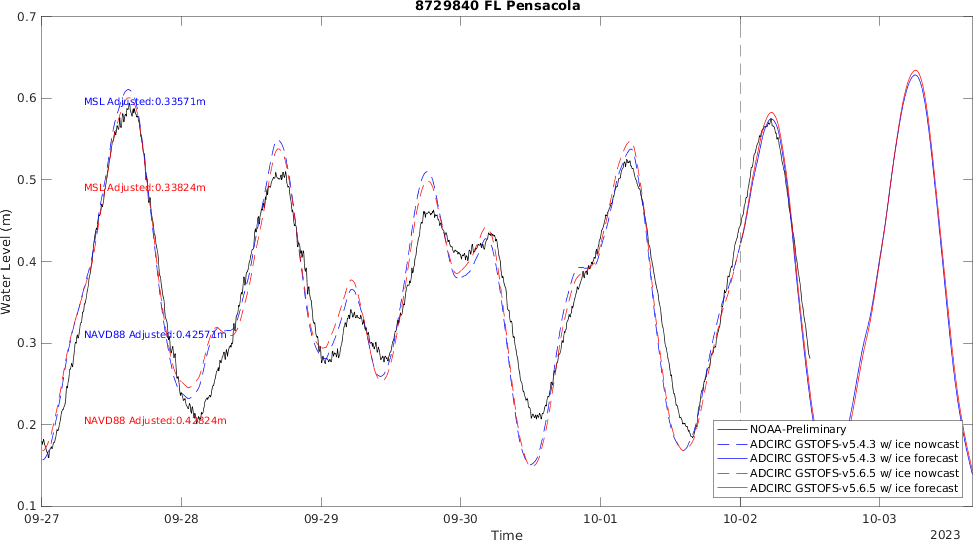 8729840 FL Pensacola
0.7
0.6
0.5
0.4
0.3
0.2
0.1
Water Level (m)
MSL Adjusted:0.33571m
MSL Adjusted:0.33824m
NAVD88 Adjusted:0.42571m
NAVD88 Adjusted:0.42824m
NOAA-Preliminary
ADCIRC GSTOFS-v5.4.3 w/ ice nowcast
ADCIRC GSTOFS-v5.4.3 w/ ice forecast
ADCIRC GSTOFS-v5.6.5 w/ ice nowcast
ADCIRC GSTOFS-v5.6.5 w/ ice forecast
09-27 09-28 09-29 09-30 10-01 10-02 10-03
Time
2023